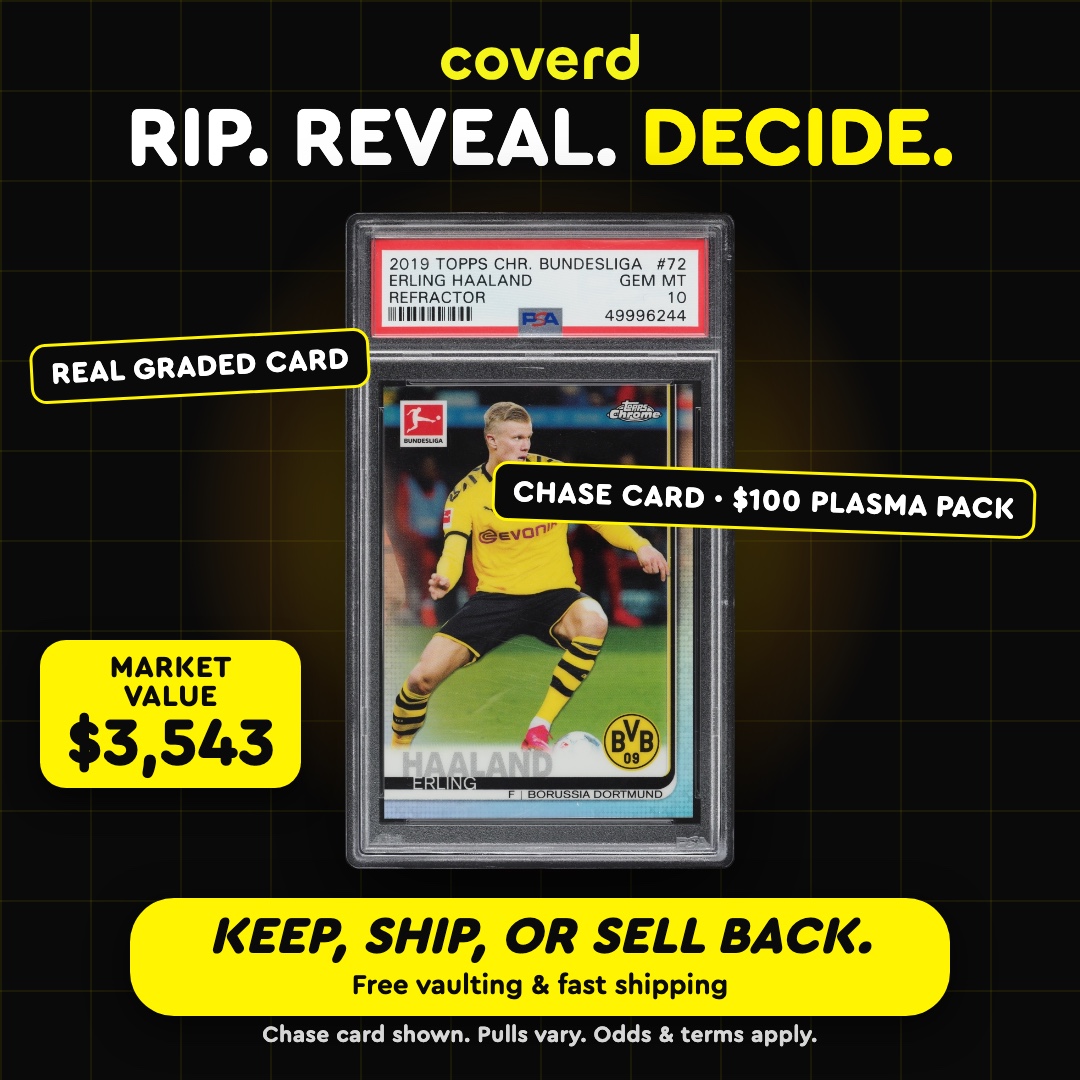 coverd
RIP. REVEAL. DECIDE.
2019 TOPPS CHR. BUNDESLIGA #72
ERLING HAALAND GEM MT
REFRACTOR 10
PSA 49996244
REAL GRADED CARD
BUNDESLIGA
Topps
Chrome
CHASE CARD • $100 PLASMA PACK
EVONIK
MARKET
VALUE
$3,543
BVB
09
HAALAND
ERLING
F | BORUSSIA DORTMUND
PSA
KEEP, SHIP, OR SELL BACK.
Free vaulting & fast shipping
Chase card shown. Pulls vary. Odds & terms apply.